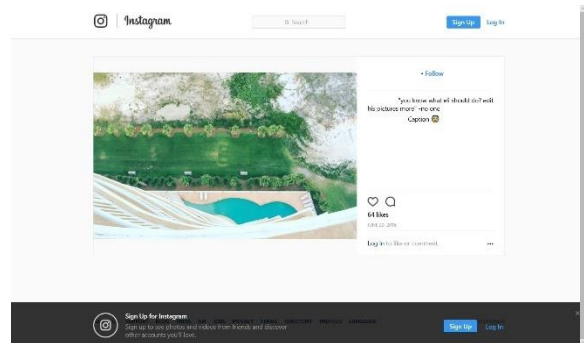 Instagram
Search
Sign Up Log In
• Follow
"you know what eli should do? edit
his pictures more" -no one
Caption
64 likes
Log in to like or comment.
Sign Up for Instagram
Sign up to see photos and videos from friends and discover
other accounts you'll love.
Sign Up Log In